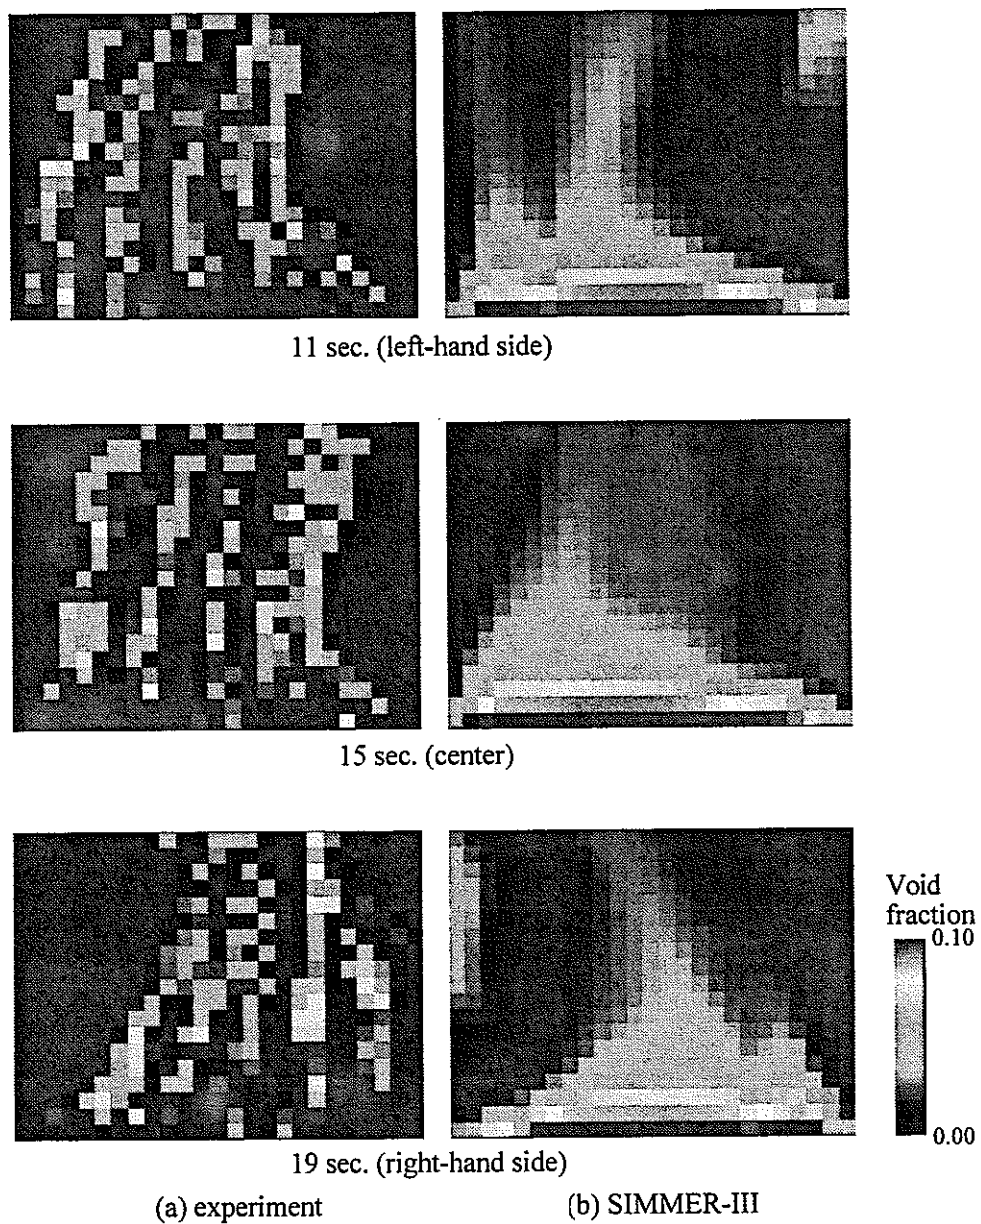 11 sec. (left-hand side)
15 sec. (center)
Void
fraction
0.10
0.00
19 sec. (right-hand side)
(a) experiment
(b) SIMMER-III